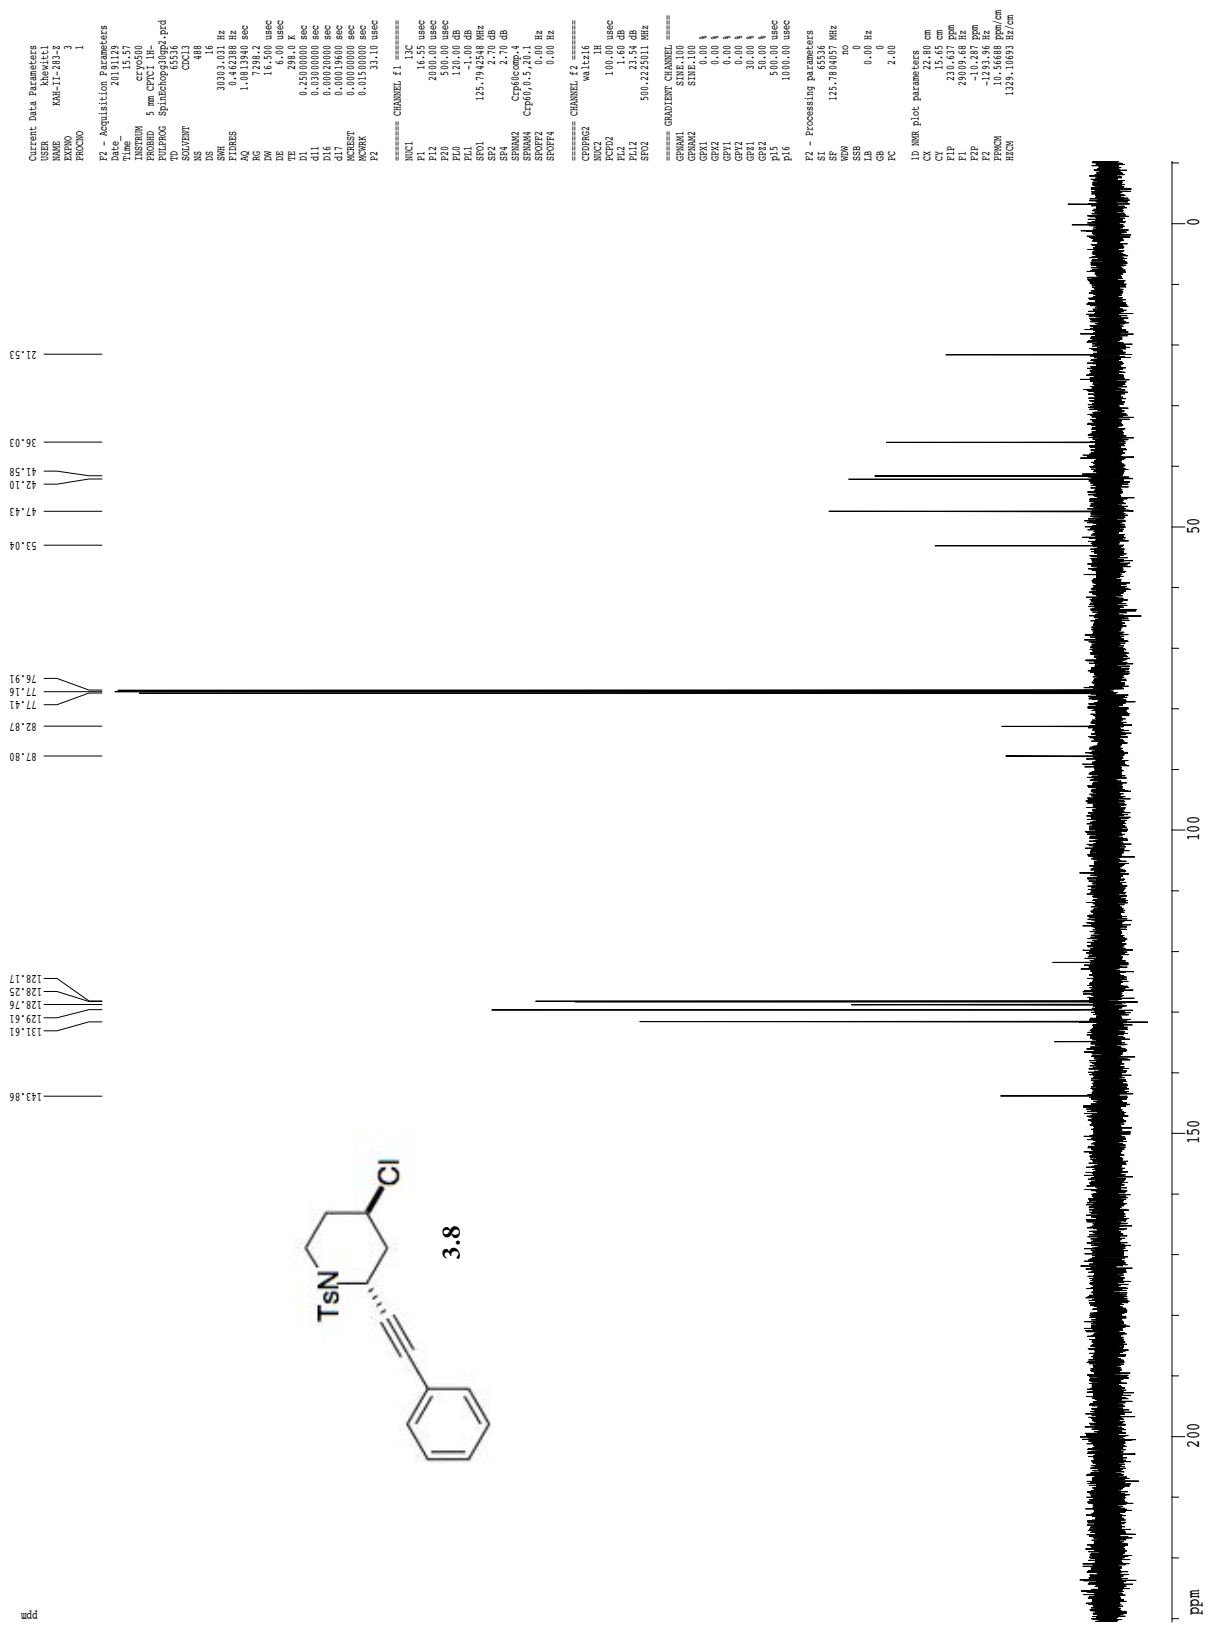 Current Data Parameters
USER khewitt1
NAME KAH-II-283-Z
EXPNO 3
PROCNO 1
F2 - Acquisition Parameters
Date_ 20191129
Time 15.57
INSTRUM cryo500
PROBHD 5 mm CPTCI 1H-
PULPROG SpinEchopg30gp2.prd
TD 65536
SOLVENT CDCl3
NS 488
DS 16
SWH 30303.031 Hz
FIDRES 0.462388 Hz
AQ 1.0813940 sec
RG 7298.2
DW 16.500 usec
DE 6.00 usec
TE 298.0 K
D1 0.25000000 sec
d11 0.03000000 sec
D16 0.00020000 sec
d17 0.00019600 sec
MCREST 0.00000000 sec
MCWRK 0.01500000 sec
P2 33.10 usec
======== CHANNEL f1 ========
NUC1 13C
P1 16.55 usec
P12 2000.00 usec
P20 500.00 usec
PL0 120.00 dB
PL1 -1.00 dB
SFO1 125.7942548 MHz
SP2 2.70 dB
SP4 2.70 dB
SPNAM2 Crp60comp.4
SPNAM4 Crp60,0.5,20.1
SPOFF2 0.00 Hz
SPOFF4 0.00 Hz
======== CHANNEL f2 ========
CPDPRG2 waltz16
NUC2 1H
PCPD2 100.00 usec
PL2 1.60 dB
PL12 23.54 dB
SFO2 500.2225011 MHz
====== GRADIENT CHANNEL =====
GPNAM1 SINE.100
GPNAM2 SINE.100
GPX1 0.00 %
GPX2 0.00 %
GPY1 0.00 %
GPY2 0.00 %
GPZ1 30.00 %
GPZ2 50.00 %
p15 500.00 usec
p16 1000.00 usec
F2 - Processing parameters
SI 65536
SF 125.7804057 MHz
WDW no
SSB 0
LB 0.00 Hz
GB 0
PC 2.00
1D NMR plot parameters
CX 22.80 cm
CY 15.65 cm
F1P 230.637 ppm
F1 29009.68 Hz
F2P -10.287 ppm
F2 -1293.96 Hz
PPMCM 10.56688 ppm/cm
HZCM 1329.10693 Hz/cm
ppm
143.86
131.61
129.61
128.76
128.25
128.17
87.80
82.87
77.41
77.16
76.91
53.04
47.43
42.10
41.58
36.03
21.53
TsN
Cl
3.8
ppm 200 150 100 50 0